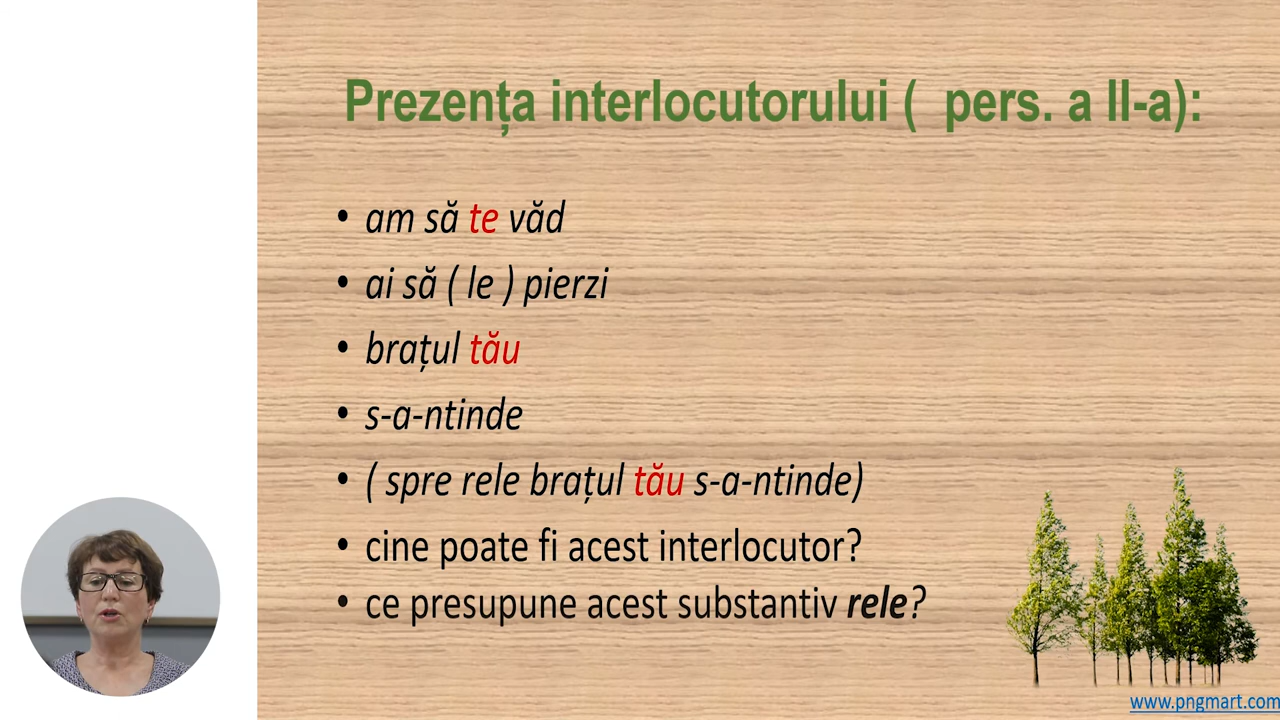 Prezența interlocutorului (  pers. a II-a):
• am să te văd
• ai să ( le ) pierzi
• brațul tău
• s-a-ntinde
• ( spre rele brațul tău s-a-ntinde)
• cine poate fi acest interlocutor?
• ce presupune acest substantiv rele?
www.pngmart.com